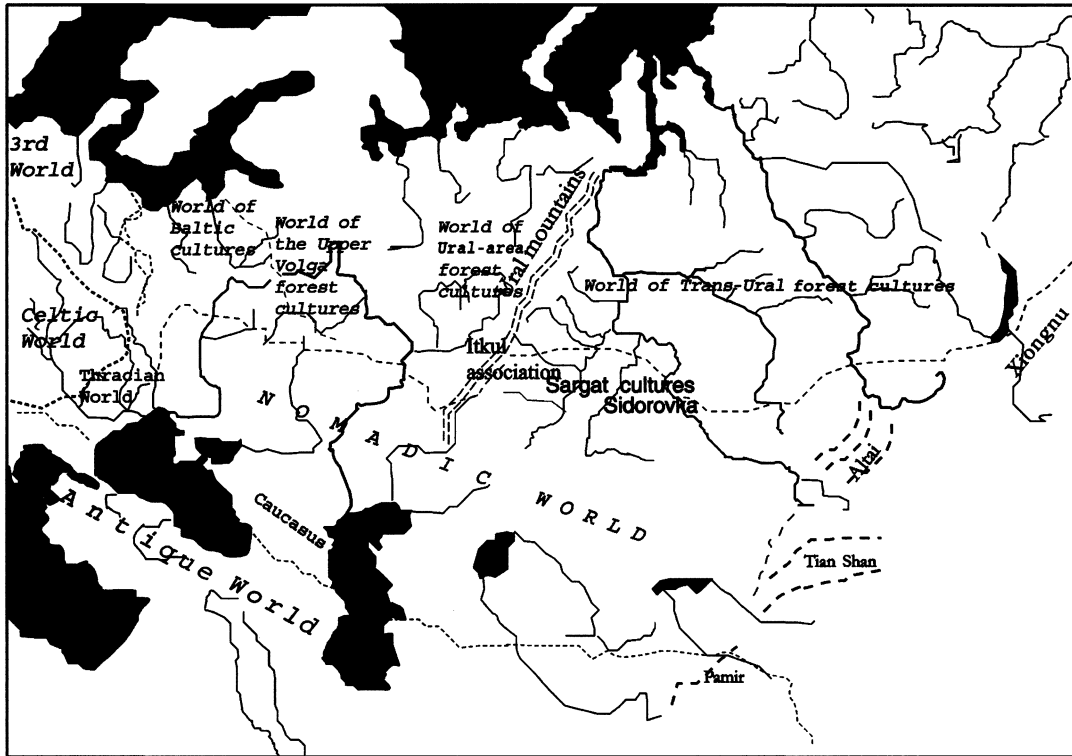 3rd
World
World of
Baltic
cultures
World of
the Upper
Volga
forest
cultures
World of
Ural-area
forest
cultures
Ural mountains
World of Trans-Ural forest cultures
Celtic
World
Thracian
World
Itkul
association
Sargat cultures
Sidorovka
Xiongnu
NOMADIC WORLD
Altai
Caucasus
Antique World
Tian Shan
Pamir